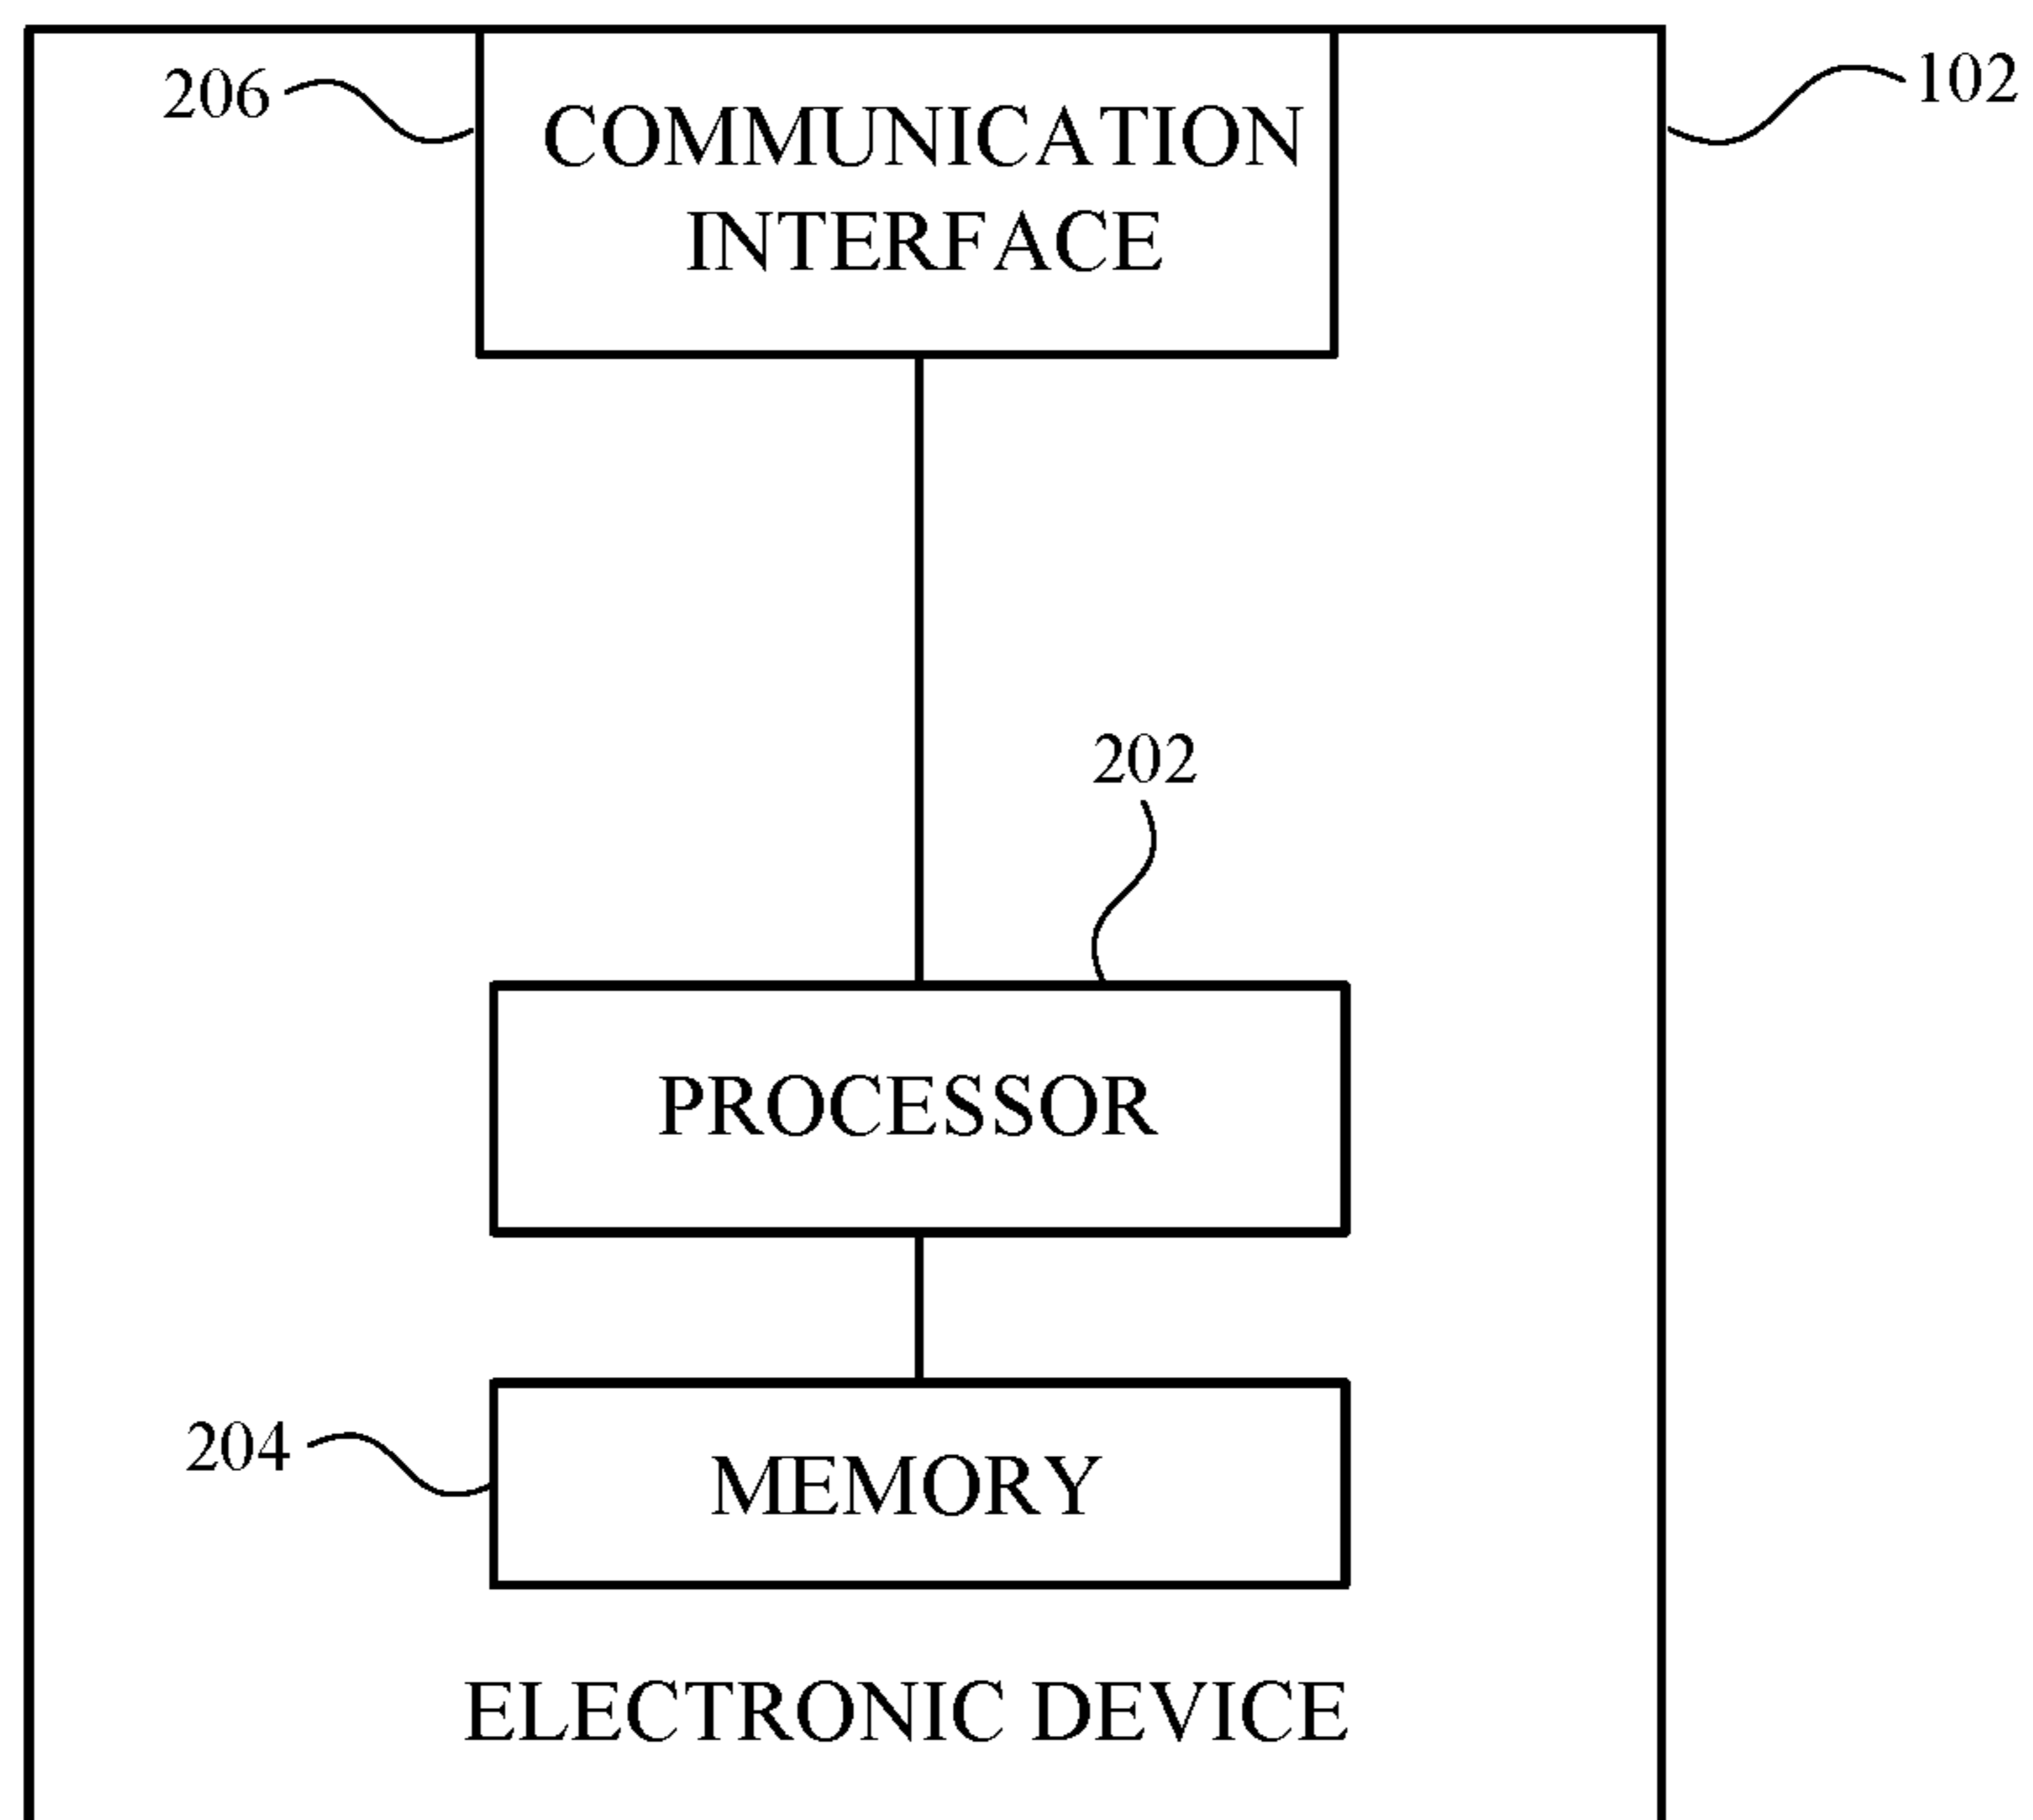 206
102
COMMUNICATION
INTERFACE
202
PROCESSOR
204
MEMORY
ELECTRONIC DEVICE